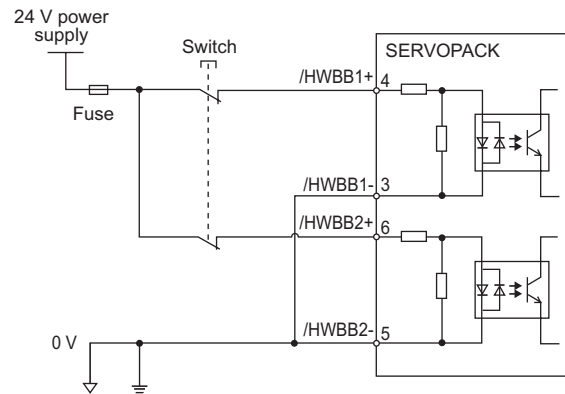 24 V power
supply
Switch
SERVOPACK
/HWBB1+
4
Fuse
/HWBB1-
3
/HWBB2+
6
/HWBB2-
5
0 V